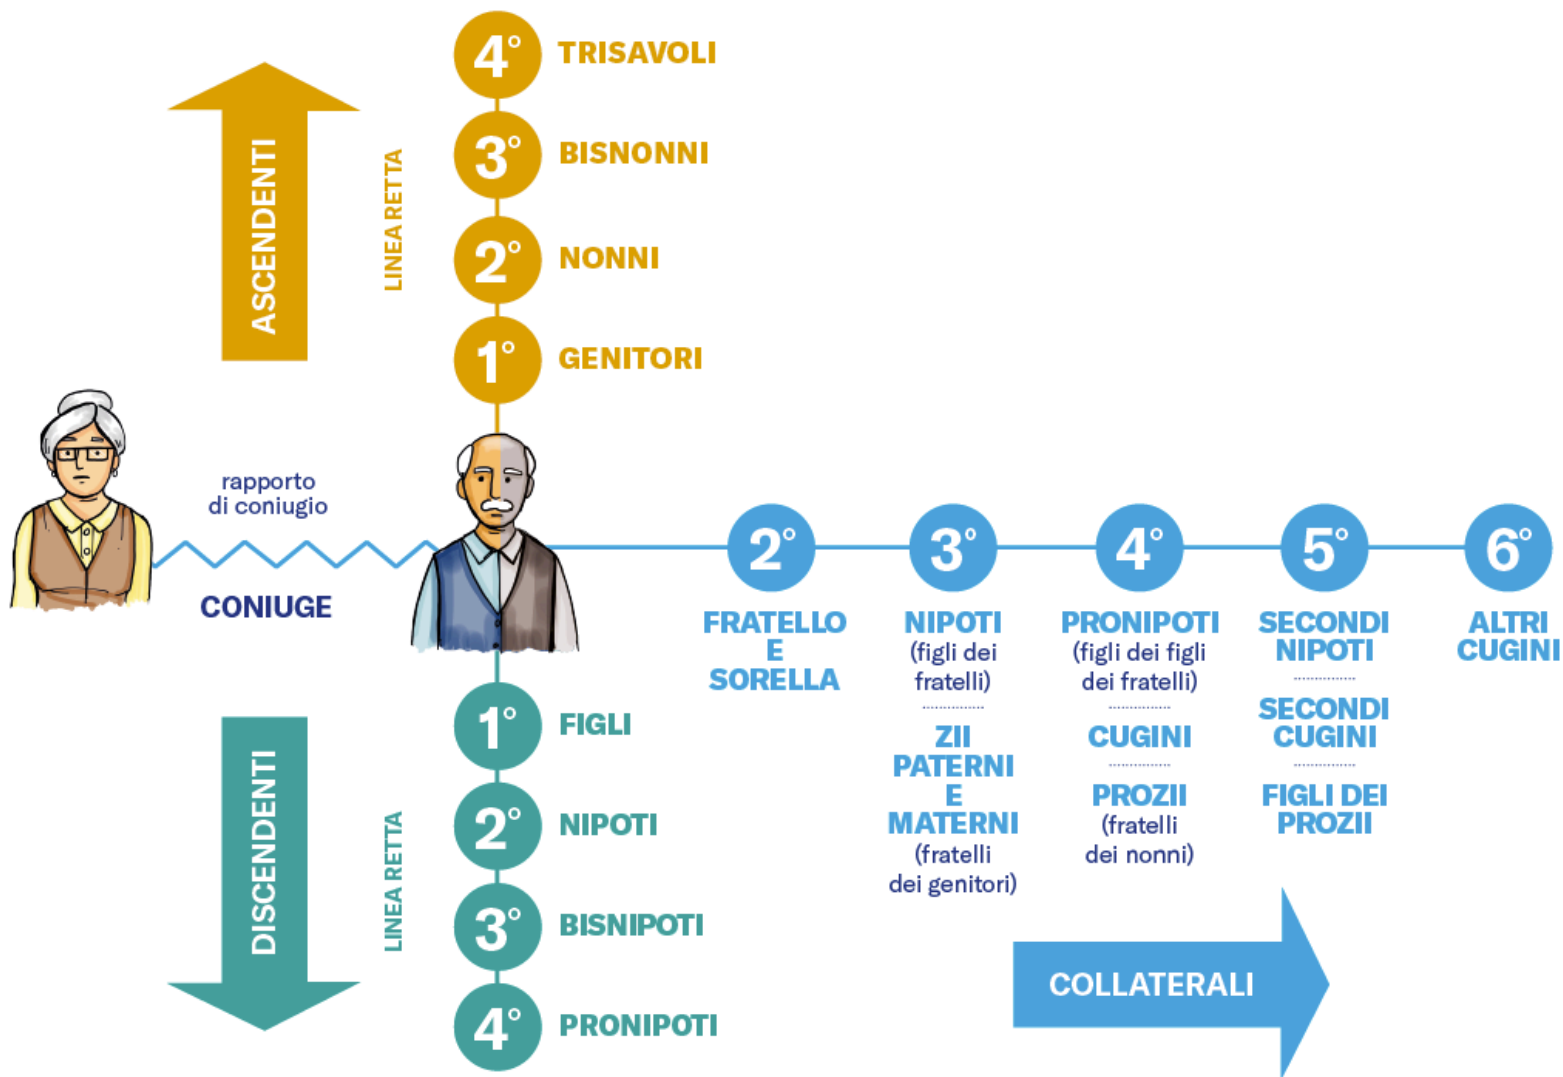 4° TRISAVOLI
3° BISNONNI
2° NONNI
1° GENITORI
ASCENDENTI
LINEA RETTA
rapporto
di coniugio
CONIUGE
2°
FRATELLO
E
SORELLA
3°
NIPOTI
(figli dei
fratelli)
ZII
PATERNI
E
MATERNI
(fratelli
dei genitori)
4°
PRONIPOTI
(figli dei figli
dei fratelli)
CUGINI
PROZII
(fratelli
dei nonni)
5°
SECONDI
NIPOTI
SECONDI
CUGINI
FIGLI DEI
PROZII
6°
ALTRI
CUGINI
COLLATERALI
DISCENDENTI
LINEA RETTA
1° FIGLI
2° NIPOTI
3° BISNIPOTI
4° PRONIPOTI